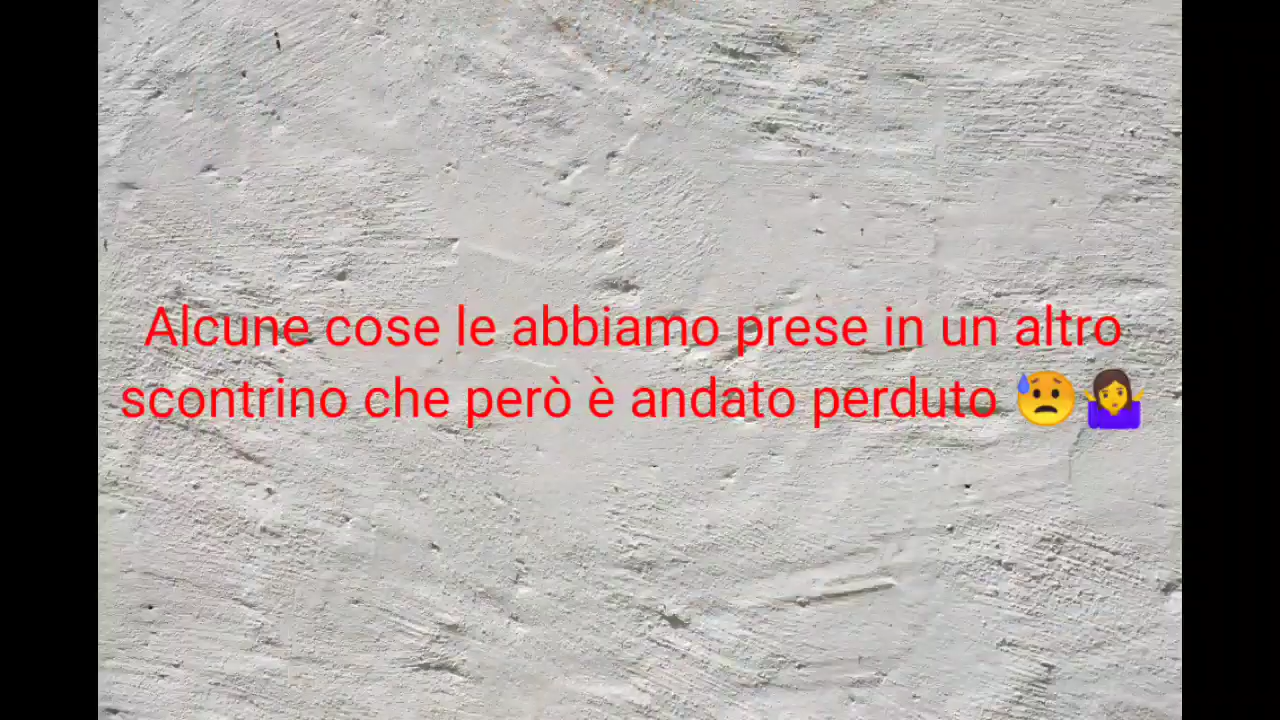 Alcune cose le abbiamo prese in un altro
scontrino che però è andato perduto 😓🤷‍♀️